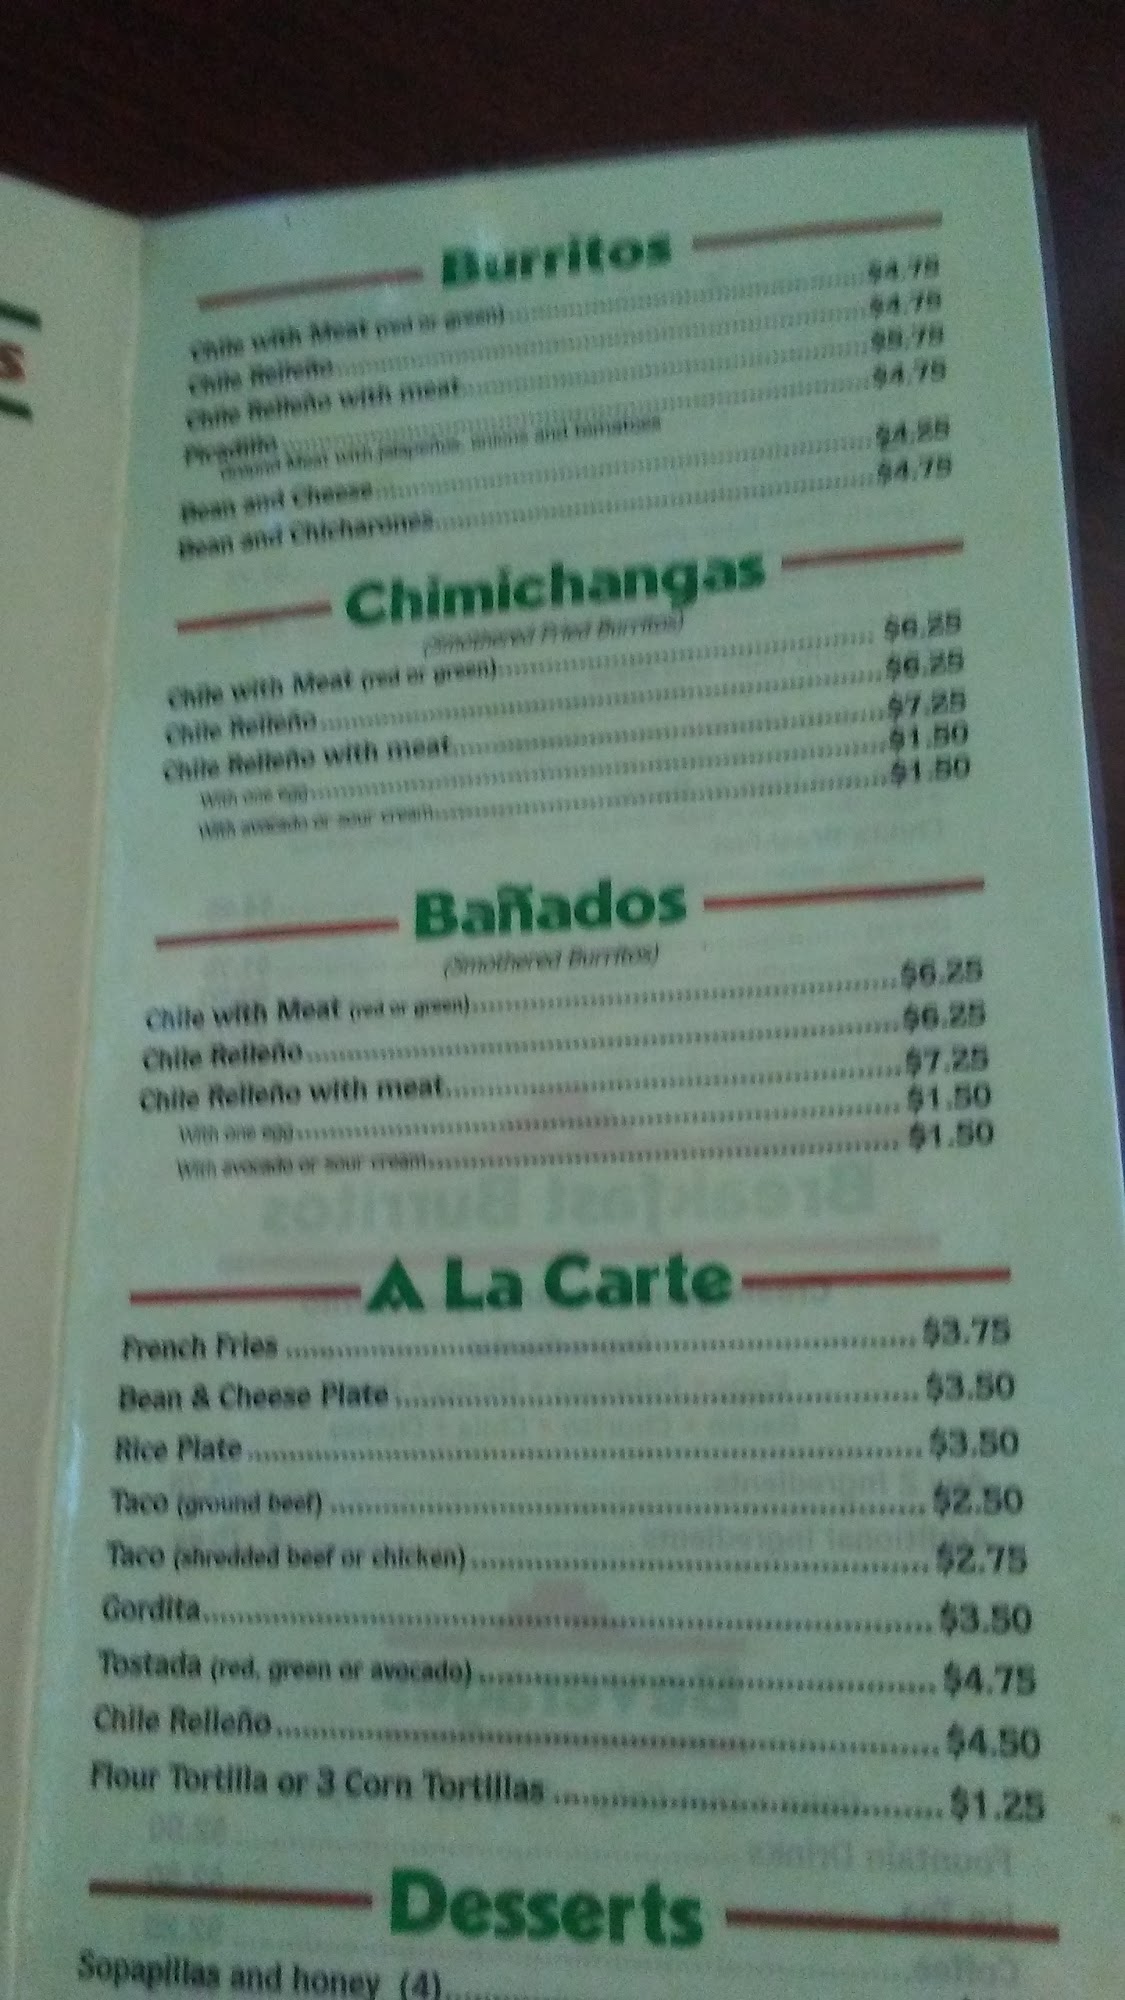 S
Burritos
Chile with Meat (red or green) $4.75
Chile Relleño $4.75
Chile Relleño with meat $5.75
Picadillo $4.75
Ground Meat with jalapeños, onions and tomatoes
Bean and Cheese $4.25
Bean and Chicharones $4.75
Chimichangas
(Smothered Fried Burritos)
Chile with Meat (red or green) $6.25
Chile Relleño $6.25
Chile Relleño with meat $7.25
With one egg $1.50
With avocado or sour cream $1.50
Bañados
(Smothered Burritos)
Chile with Meat (red or green) $6.25
Chile Relleño $6.25
Chile Relleño with meat $7.25
With one egg $1.50
With avocado or sour cream $1.50
A La Carte
French Fries $3.75
Bean & Cheese Plate $3.50
Rice Plate $3.50
Taco (ground beef) $2.50
Taco (shredded beef or chicken) $2.75
Gordita $3.50
Tostada (red, green or avocado) $4.75
Chile Relleño $4.50
Flour Tortilla or 3 Corn Tortillas $1.25
Desserts
Sopapillas and honey (4)